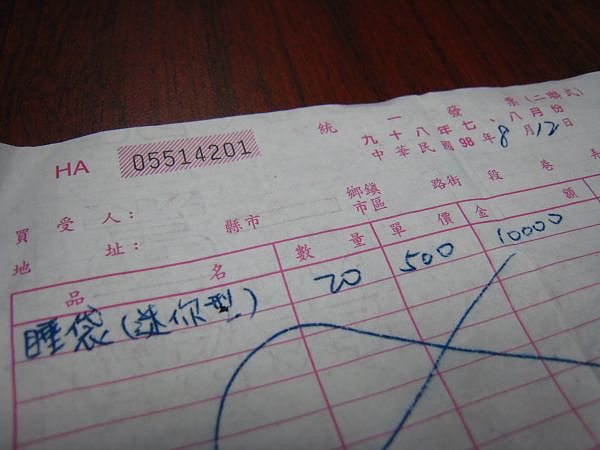 統一發票(二聯式)
HA 05514201 九十八年七、八月份
中華民國98年8月12日
買受人:
地址: 縣市 鄉鎮市區 路街 段 巷 弄
品名 數量 單價 金額
睡袋(迷你型) 20 500 10000